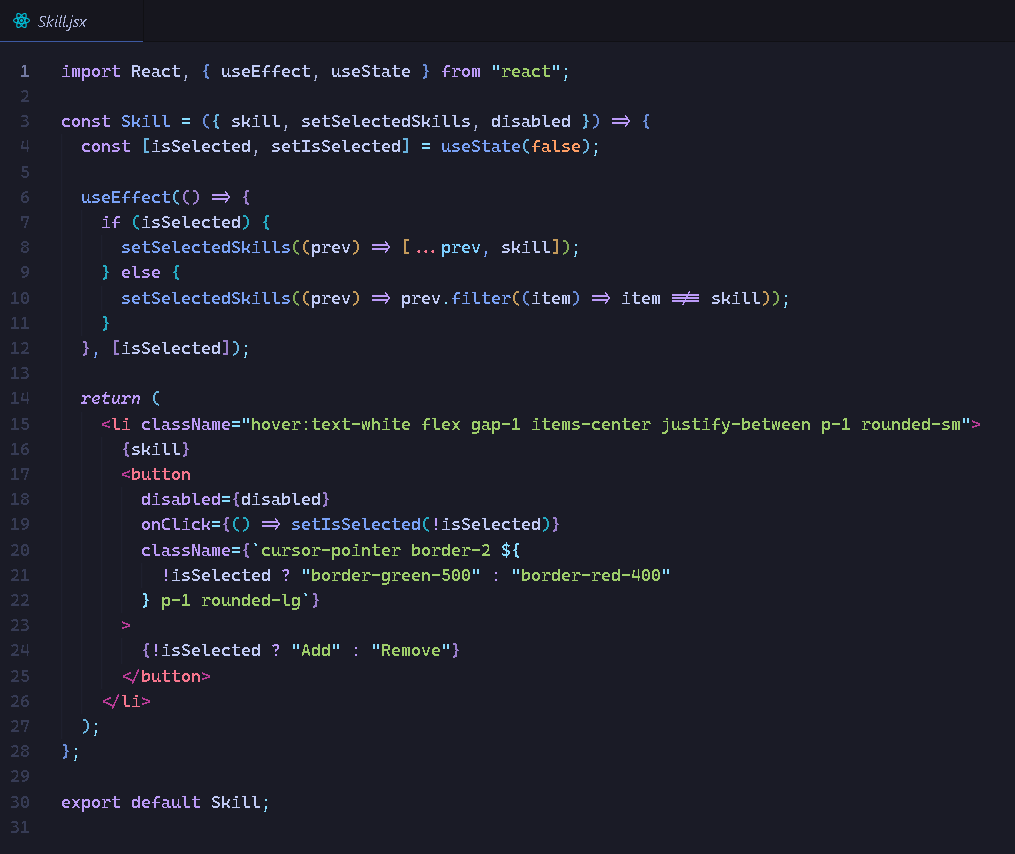 Skill.jsx
1 import React, { useEffect, useState } from "react";
2
3 const Skill = ({ skill, setSelectedSkills, disabled }) => {
4   const [isSelected, setIsSelected] = useState(false);
5
6   useEffect(() => {
7     if (isSelected) {
8       setSelectedSkills((prev) => [...prev, skill]);
9     } else {
10       setSelectedSkills((prev) => prev.filter((item) => item !== skill));
11     }
12   }, [isSelected]);
13
14   return (
15     <li className="hover:text-white flex gap-1 items-center justify-between p-1 rounded-sm">
16       {skill}
17       <button
18         disabled={disabled}
19         onClick={() => setIsSelected(!isSelected)}
20         className={`cursor-pointer border-2 ${
21           !isSelected ? "border-green-500" : "border-red-400"
22         } p-1 rounded-lg`}
23       >
24         {!isSelected ? "Add" : "Remove"}
25       </button>
26     </li>
27   );
28 };
29
30 export default Skill;
31